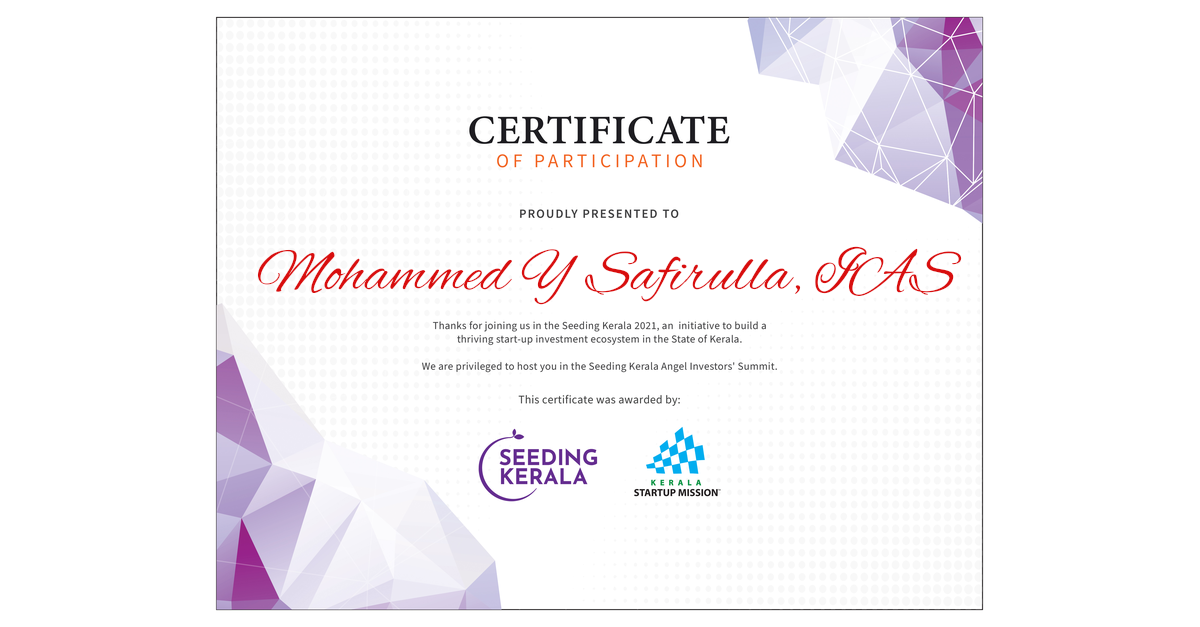 CERTIFICATE
OF PARTICIPATION
PROUDLY PRESENTED TO
Mohammed Y Safirulla, IAS
Thanks for joining us in the Seeding Kerala 2021, an initiative to build a
thriving start-up investment ecosystem in the State of Kerala.
We are privileged to host you in the Seeding Kerala Angel Investors' Summit.
This certificate was awarded by:
SEEDING
KERALA
KERALA
STARTUP MISSION